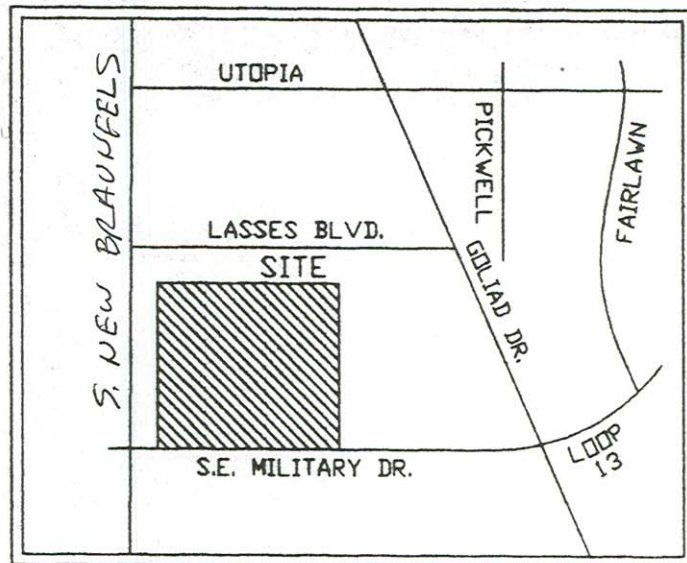 UTOPIA
S. NEW BRAUNFELS
PICKWELL
FAIRLAWN
LASSES BLVD.
SITE
GOLIAD DR.
S.E. MILITARY DR.
LOOP
13